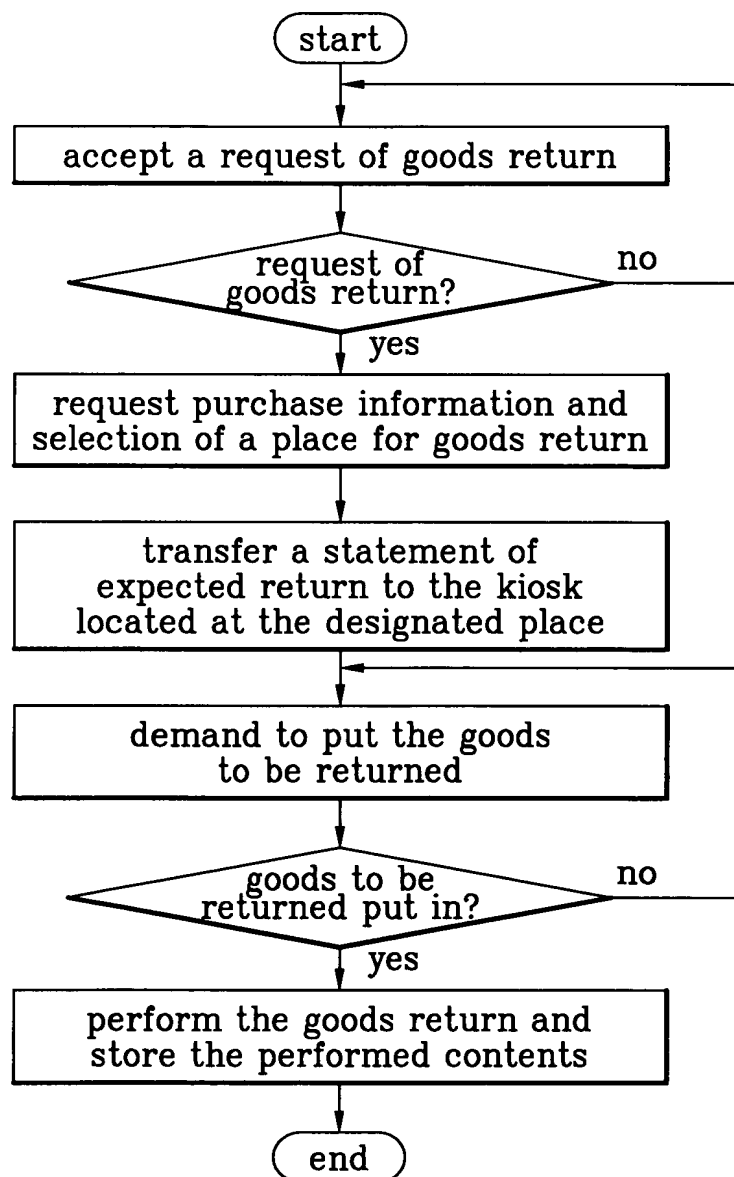 start
accept a request of goods return
request of
goods return?
no
yes
request purchase information and
selection of a place for goods return
transfer a statement of
expected return to the kiosk
located at the designated place
demand to put the goods
to be returned
goods to be
returned put in?
no
yes
perform the goods return and
store the performed contents
end